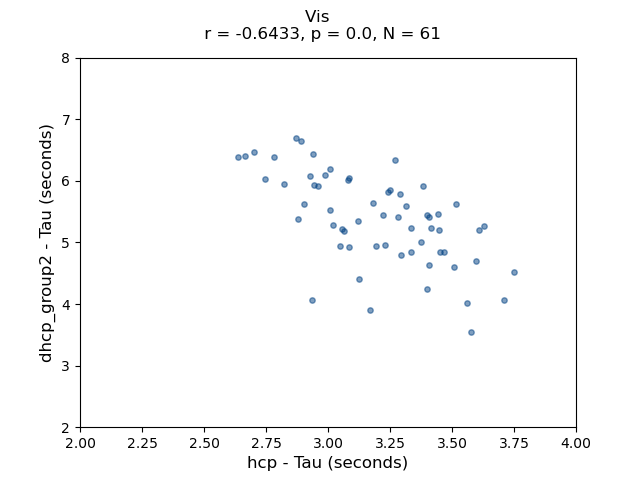 Vis
r = -0.6433, p = 0.0, N = 61
8
7
6
5
4
3
2
dhcp_group2 - Tau (seconds)
2.00 2.25 2.50 2.75 3.00 3.25 3.50 3.75 4.00
hcp - Tau (seconds)